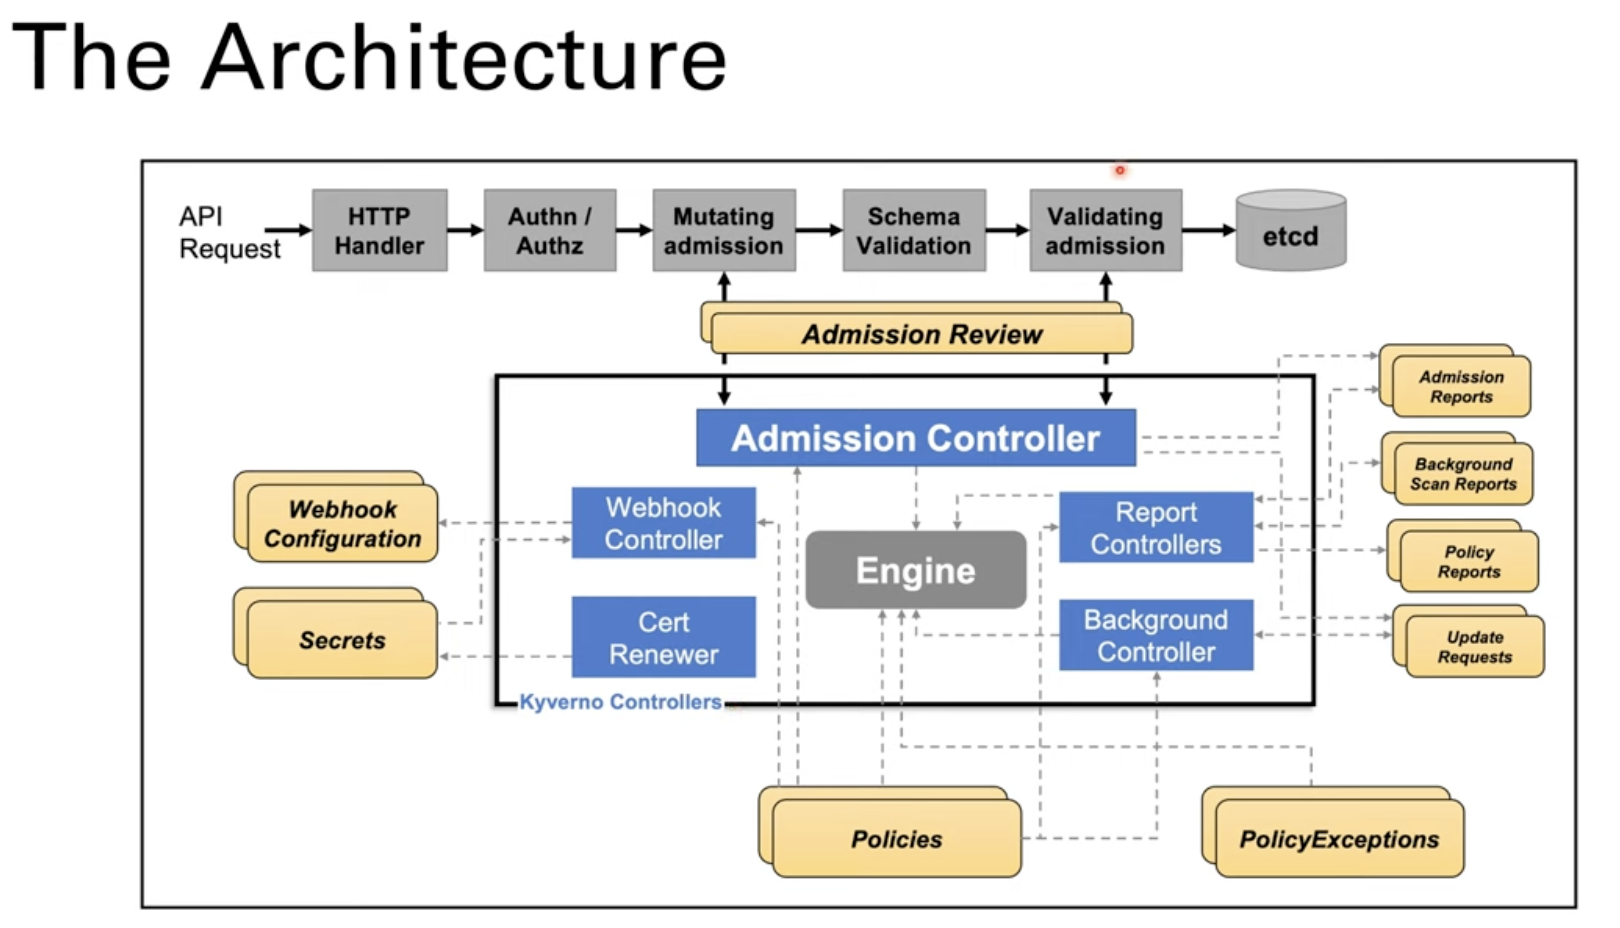 The Architecture
API
Request
HTTP
Handler
Authn /
Authz
Mutating
admission
Schema
Validation
Validating
admission
etcd
Admission Review
Admission Controller
Admission
Reports
Background
Scan Reports
Policy
Reports
Update
Requests
Webhook
Configuration
Secrets
Webhook
Controller
Cert
Renewer
Engine
Report
Controllers
Background
Controller
Kyverno Controllers
Policies
PolicyExceptions